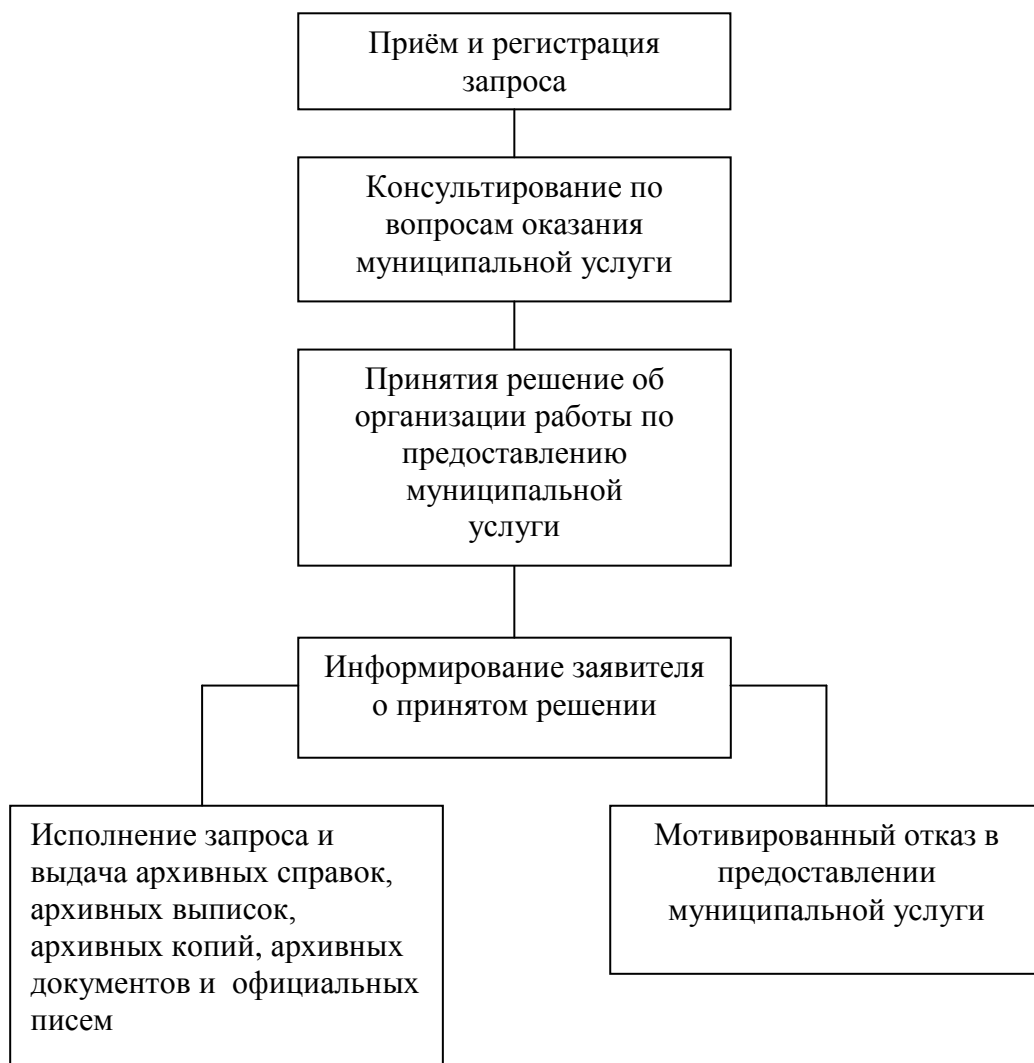 Приём и регистрация
запроса
Консультирование по
вопросам оказания
муниципальной услуги
Принятия решение об
организации работы по
предоставлению
муниципальной
услуги
Информирование заявителя
о принятом решении
Исполнение запроса и
выдача архивных справок,
архивных выписок,
архивных копий, архивных
документов и  официальных
писем
Мотивированный отказ в
предоставлении
муниципальной услуги